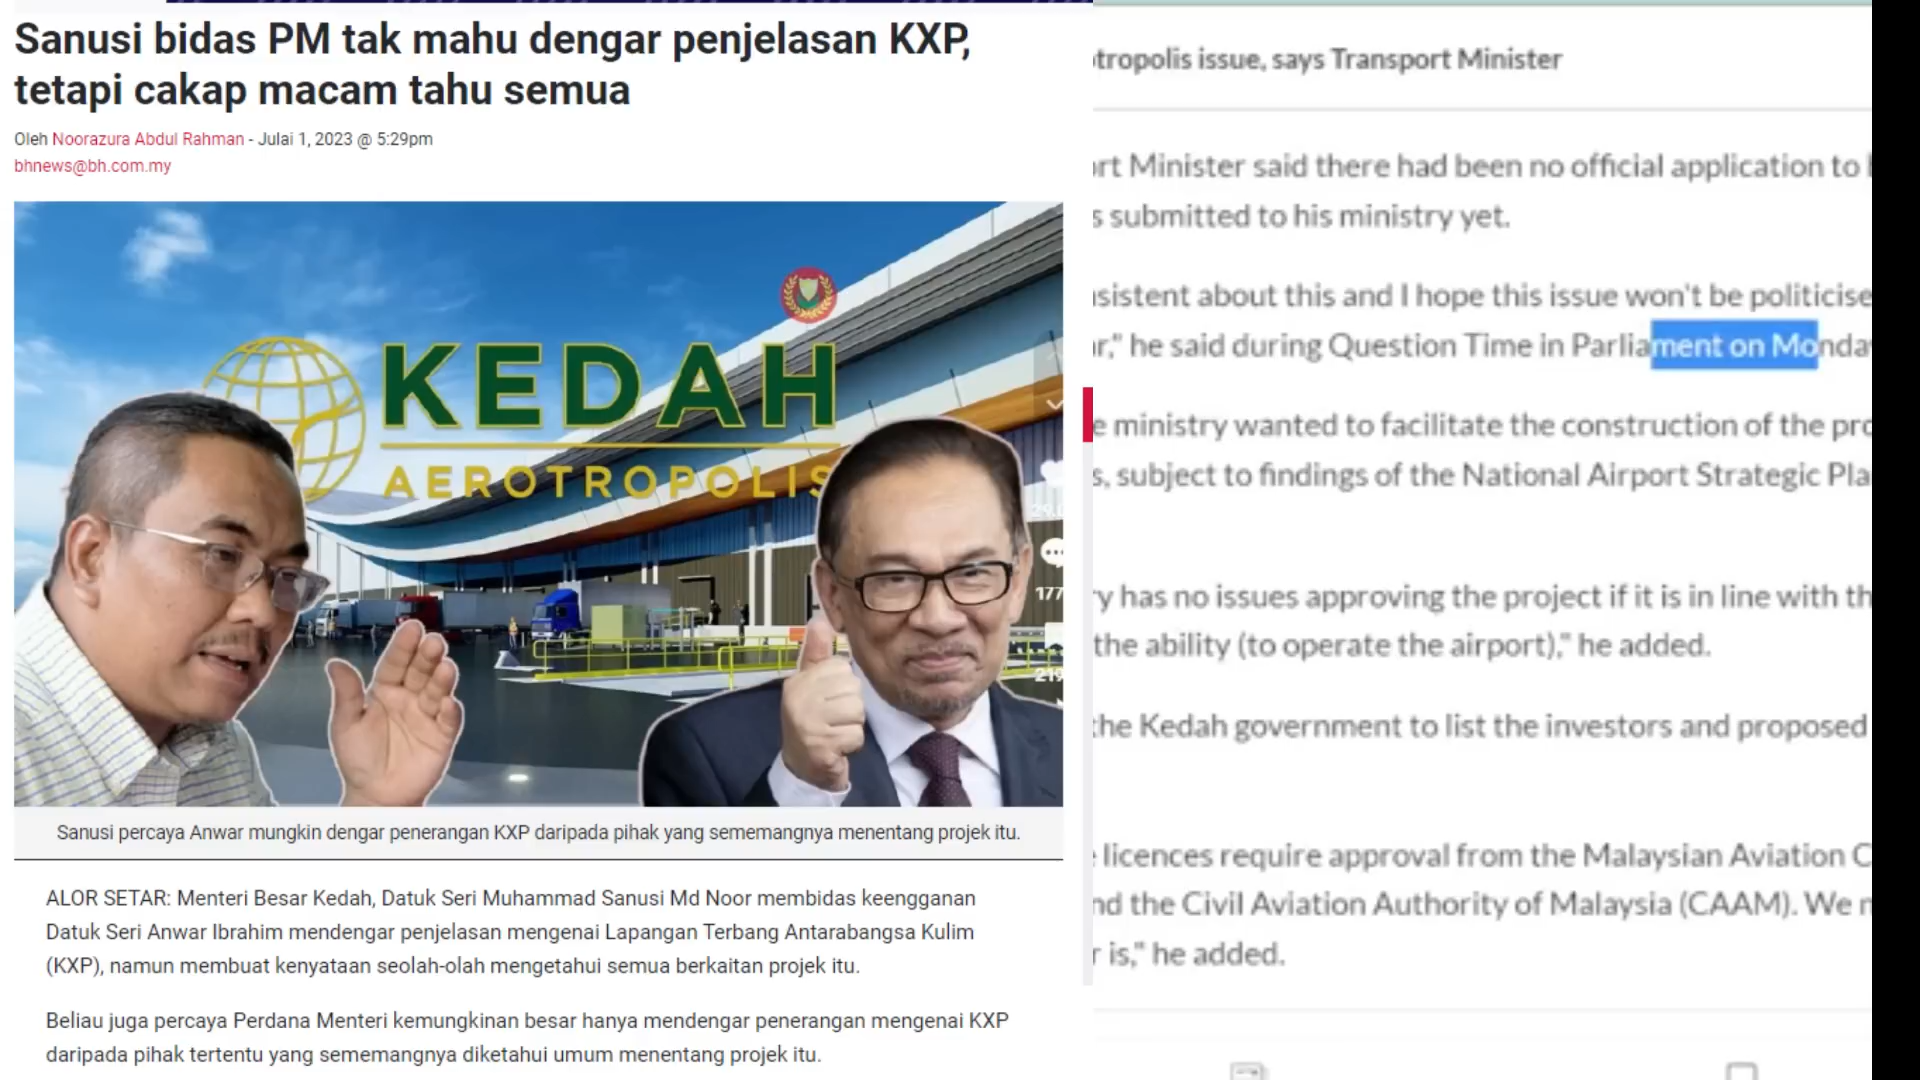 Sanusi bidas PM tak mahu dengar penjelasan KXP,
tetapi cakap macam tahu semua
Oleh Noorazura Abdul Rahman - Julai 1, 2023 @ 5:29pm
bhnews@bh.com.my
KEDAH
AEROTROPOLIS
177
219
Sanusi percaya Anwar mungkin dengar penerangan KXP daripada pihak yang sememangnya menentang projek itu.
ALOR SETAR: Menteri Besar Kedah, Datuk Seri Muhammad Sanusi Md Noor membidas keengganan
Datuk Seri Anwar Ibrahim mendengar penjelasan mengenai Lapangan Terbang Antarabangsa Kulim
(KXP), namun membuat kenyataan seolah-olah mengetahui semua berkaitan projek itu.
Beliau juga percaya Perdana Menteri kemungkinan besar hanya mendengar penerangan mengenai KXP
daripada pihak tertentu yang sememangnya diketahui umum menentang projek itu.
tropolis issue, says Transport Minister
rt Minister said there had been no official application to
s submitted to his ministry yet.
sistent about this and I hope this issue won't be politicise
r," he said during Question Time in Parliament on Monda
e ministry wanted to facilitate the construction of the pro
s, subject to findings of the National Airport Strategic Pla
y has no issues approving the project if it is in line with th
the ability (to operate the airport)," he added.
the Kedah government to list the investors and proposed
licences require approval from the Malaysian Aviation C
nd the Civil Aviation Authority of Malaysia (CAAM). We
r is," he added.